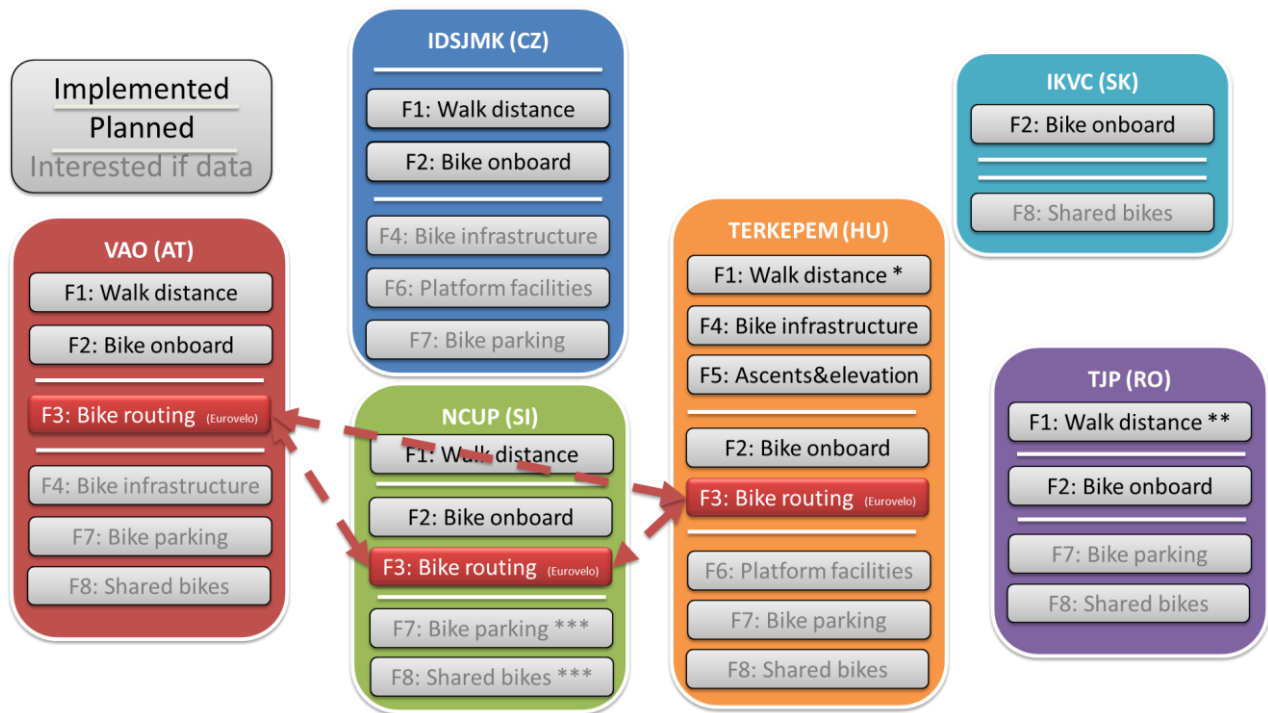 Implemented
Planned
Interested if data
VAO (AT)
F1: Walk distance
F2: Bike onboard
F3: Bike routing (Eurovelo)
F4: Bike infrastructure
F7: Bike parking
F8: Shared bikes
IDSJMK (CZ)
F1: Walk distance
F2: Bike onboard
F4: Bike infrastructure
F6: Platform facilities
F7: Bike parking
NCUP (SI)
F1: Walk distance
F2: Bike onboard
F3: Bike routing (Eurovelo)
F7: Bike parking ***
F8: Shared bikes ***
TERKEPEM (HU)
F1: Walk distance *
F4: Bike infrastructure
F5: Ascents&elevation
F2: Bike onboard
F3: Bike routing (Eurovelo)
F6: Platform facilities
F7: Bike parking
F8: Shared bikes
IKVC (SK)
F2: Bike onboard
F8: Shared bikes
TJP (RO)
F1: Walk distance **
F2: Bike onboard
F7: Bike parking
F8: Shared bikes